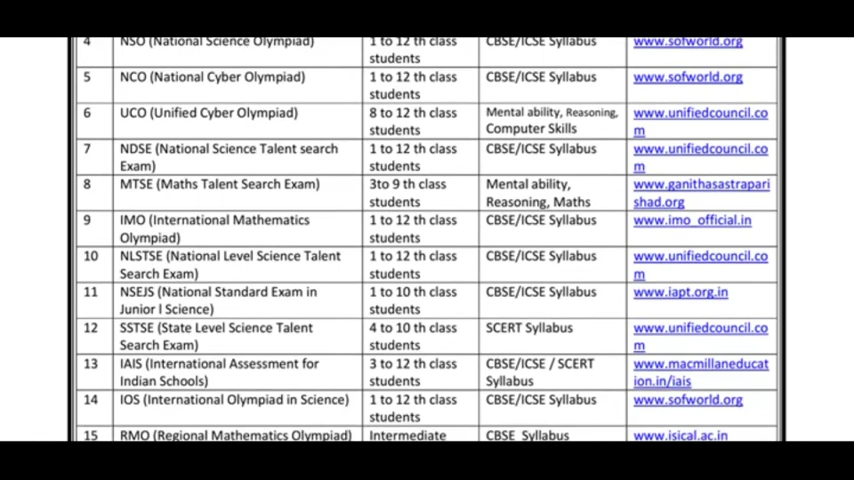 4 NSO (National Science Olympiad) 1 to 12 th class CBSE/ICSE Syllabus www.sofworld.org
students
5 NCO (National Cyber Olympiad) 1 to 12 th class CBSE/ICSE Syllabus www.sofworld.org
students
6 UCO (Unified Cyber Olympiad) 8 to 12 th class Mental ability, Reasoning, www.unifiedcouncil.co
students Computer Skills m
7 NDSE (National Science Talent search 1 to 12 th class CBSE/ICSE Syllabus www.unifiedcouncil.co
Exam) students m
8 MTSE (Maths Talent Search Exam) 3to 9 th class Mental ability, www.ganithasastrapari
students Reasoning, Maths shad.org
9 IMO (International Mathematics 1 to 12 th class CBSE/ICSE Syllabus www.imo_official.in
Olympiad) students
10 NLSTSE (National Level Science Talent 1 to 12 th class CBSE/ICSE Syllabus www.unifiedcouncil.co
Search Exam) students m
11 NSEJS (National Standard Exam in 1 to 10 th class CBSE/ICSE Syllabus www.iapt.org.in
Junior l Science) students
12 SSTSE (State Level Science Talent 4 to 10 th class SCERT Syllabus www.unifiedcouncil.co
Search Exam) students m
13 IAIS (International Assessment for 3 to 12 th class CBSE/ICSE / SCERT www.macmillaneducat
Indian Schools) students Syllabus ion.in/iais
14 IOS (International Olympiad in Science) 1 to 12 th class CBSE/ICSE Syllabus www.sofworld.org
students
15 RMO (Regional Mathematics Olympiad) Intermediate CBSE Syllabus www.isical.ac.in